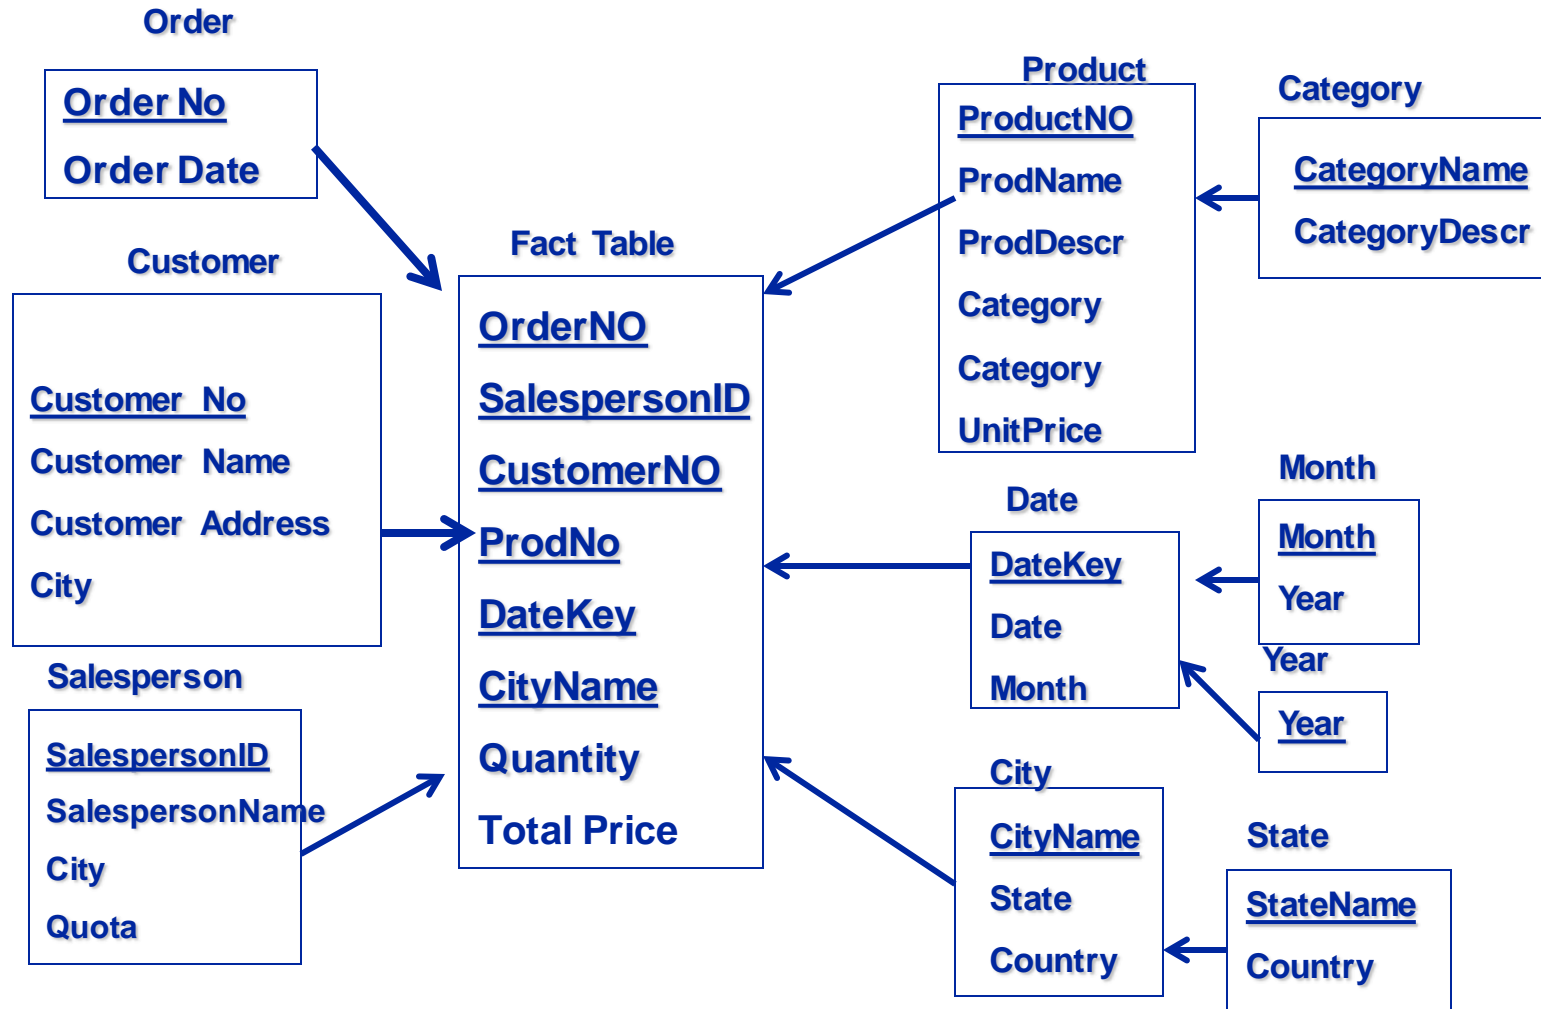 Order
Order No
Order Date
Customer
Customer No
Customer Name
Customer Address
City
Salesperson
SalespersonID
SalespersonName
City
Quota
Fact Table
OrderNO
SalespersonID
CustomerNO
ProdNo
DateKey
CityName
Quantity
Total Price
Product
ProductNO
ProdName
ProdDescr
Category
Category
UnitPrice
Category
CategoryName
CategoryDescr
Date
DateKey
Date
Month
Month
Month
Year
Year
Year
City
CityName
State
Country
State
StateName
Country